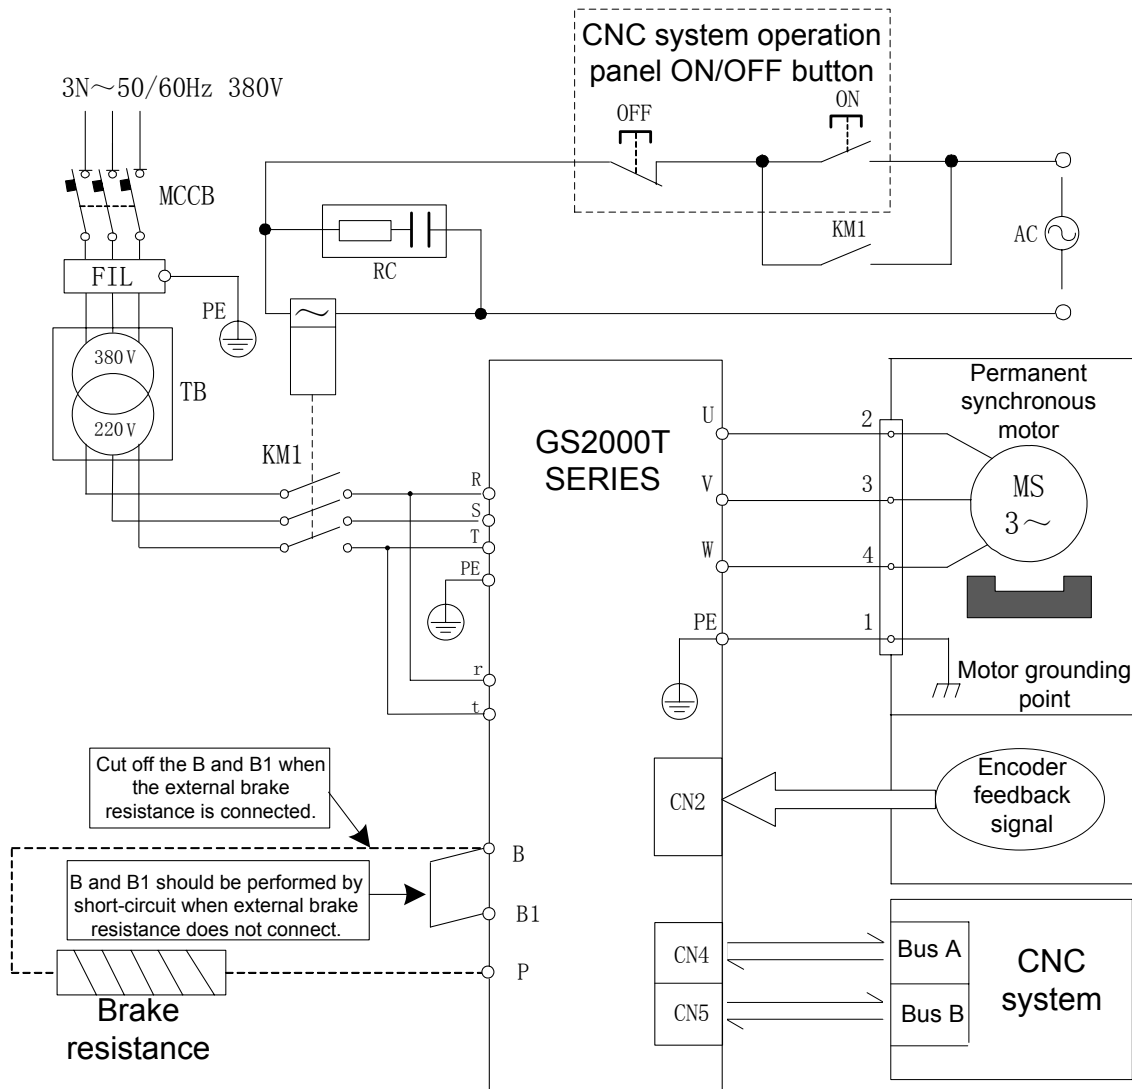 CNC system operation
panel ON/OFF button
3N～50/60Hz 380V
OFF
ON
MCCB
KM1
AC
FIL
RC
PE
380V
TB
220V
KM1
R
S
T
PE
r
t
GS2000T
SERIES
U
V
W
PE
2
3
4
1
Permanent
synchronous
motor
MS
3～
Motor grounding
point
Cut off the B and B1 when
the external brake
resistance is connected.
B and B1 should be performed by
short-circuit when external brake
resistance does not connect.
B
B1
P
Brake
resistance
CN2
Encoder
feedback
signal
CN4
CN5
Bus A
Bus B
CNC
system